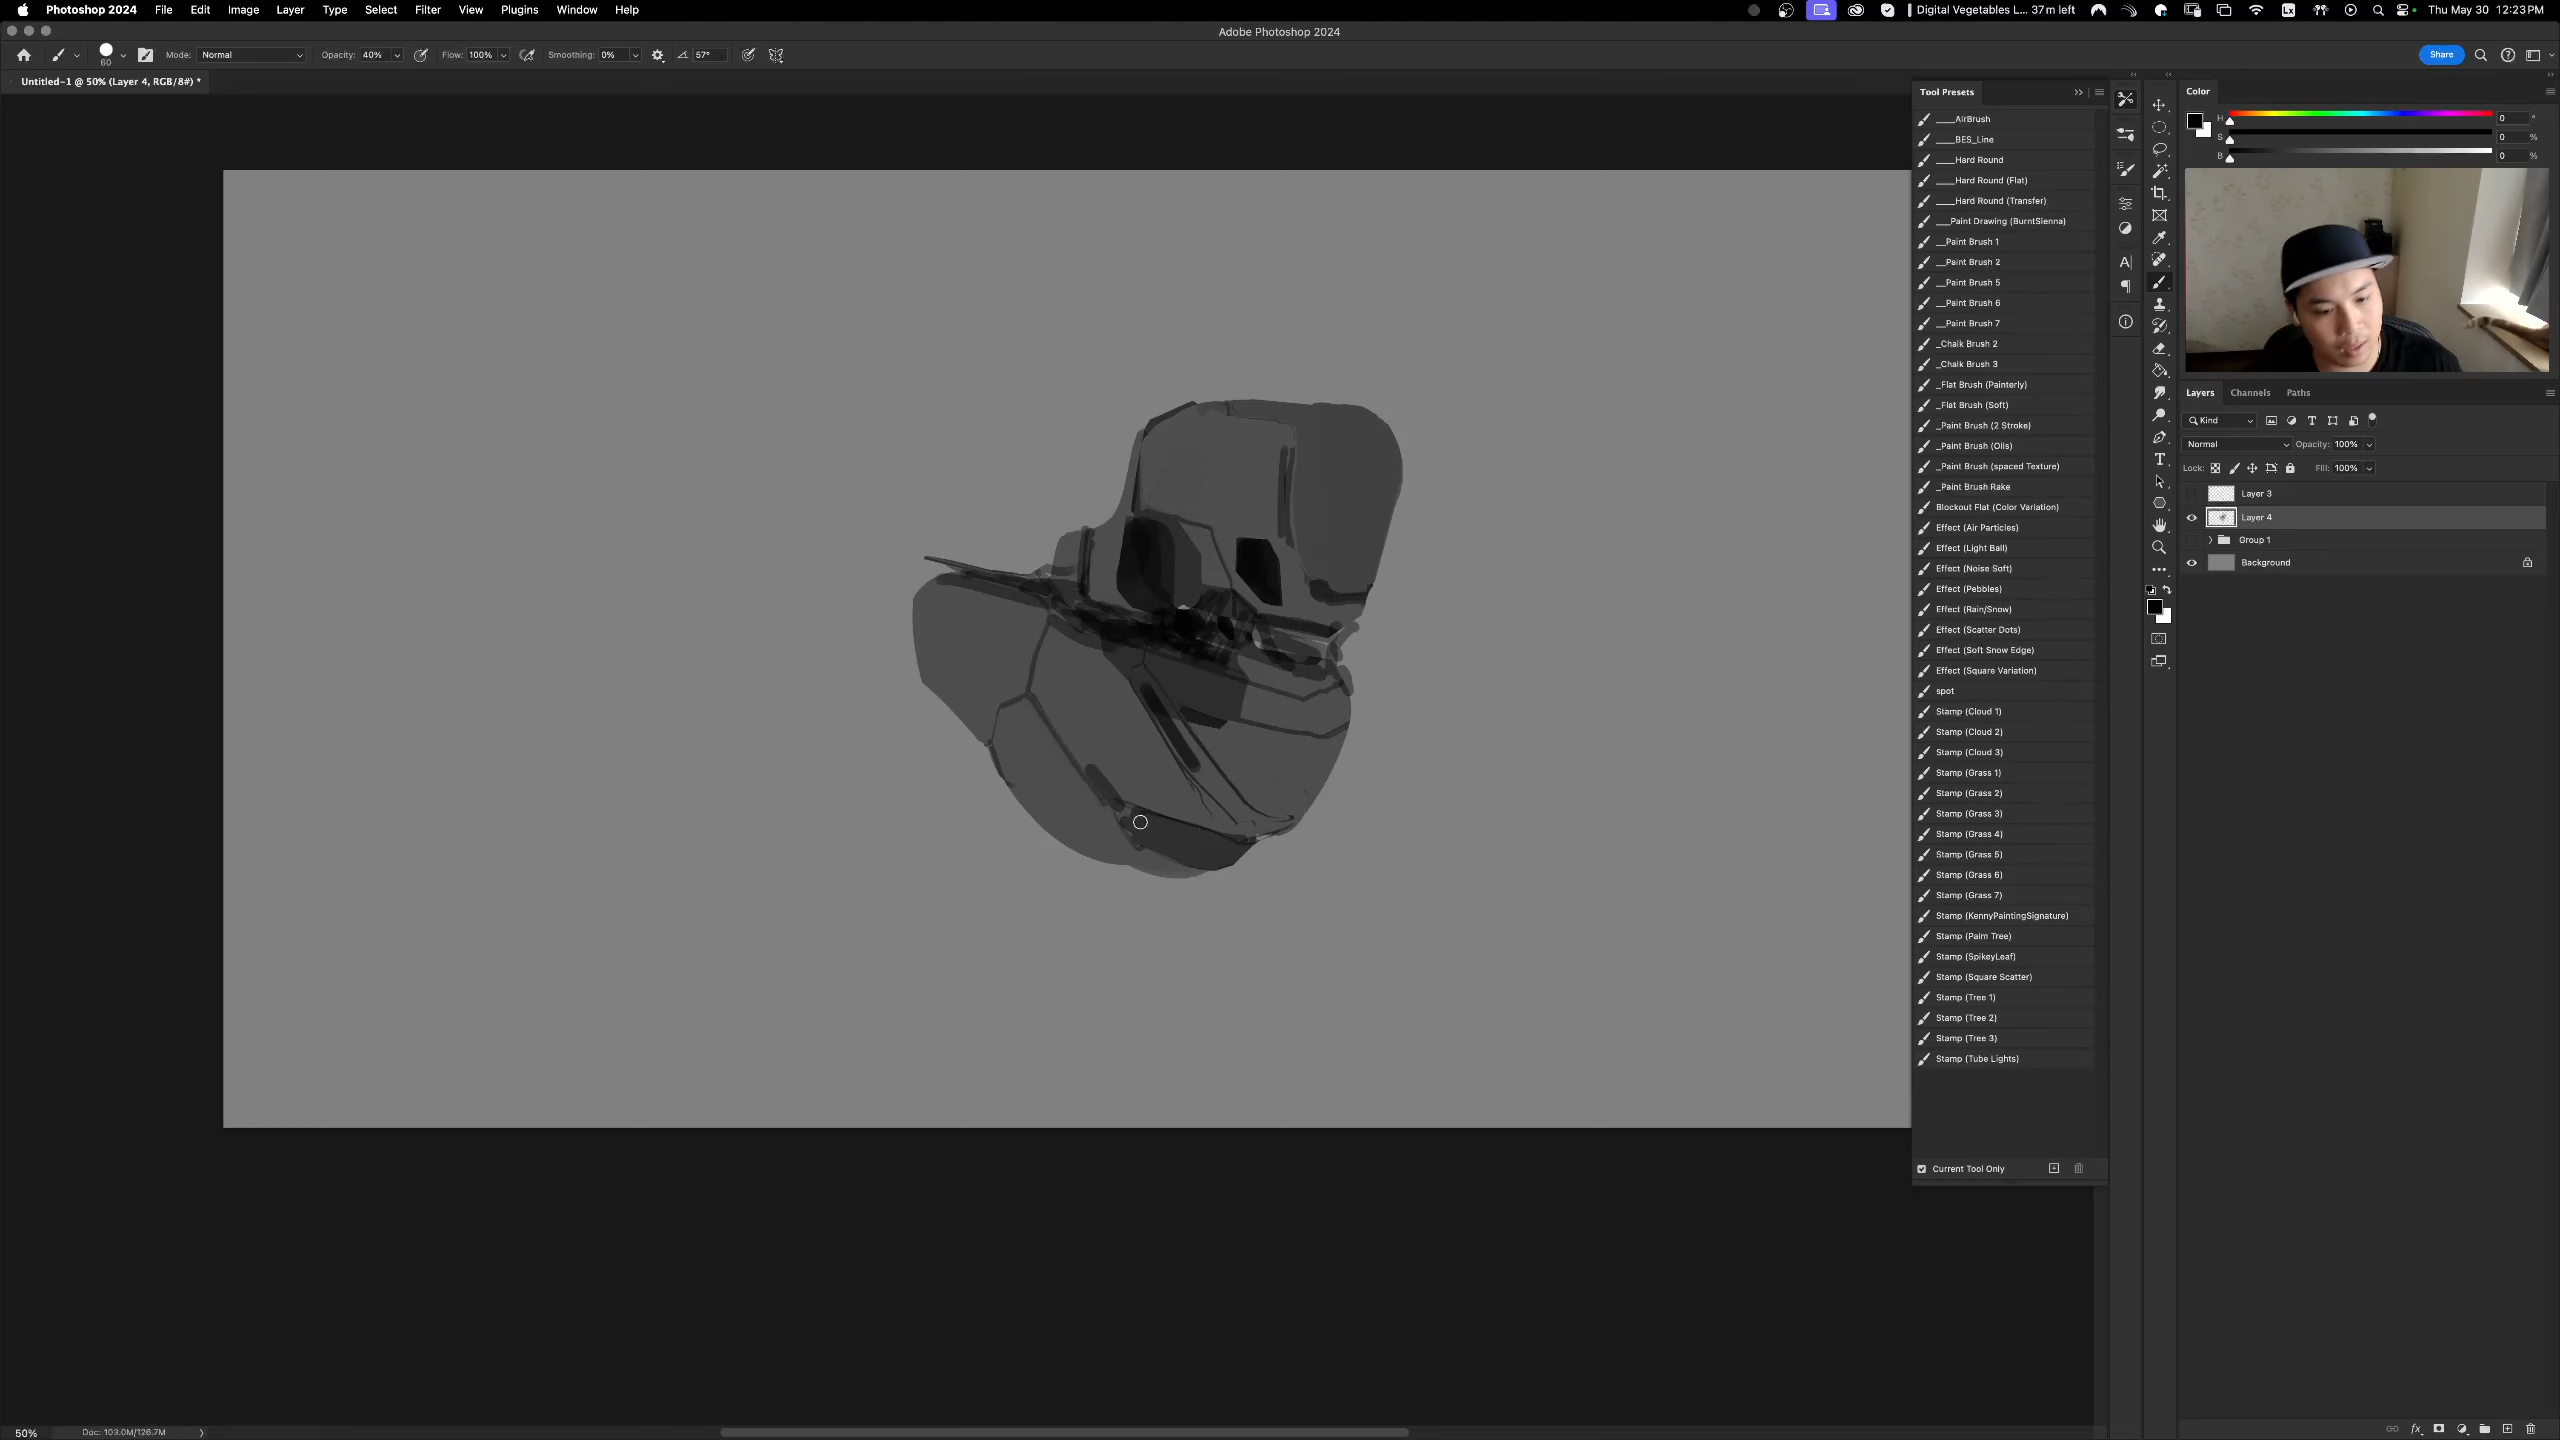 Photoshop 2024 File Edit Image Layer Type Select Filter View Plugins Window Help Digital Vegetables L... 37m left Thu May 30 12:23PM
Adobe Photoshop 2024
60 Mode: Normal Opacity: 40% Flow: 100% Smoothing: 0% 57° Share
Untitled-1 @ 50% (Layer 4, RGB/8#) *
Tool Presets
____AirBrush
____BES_Line
____Hard Round
____Hard Round (Flat)
____Hard Round (Transfer)
___Paint Drawing (BurntSienna)
__Paint Brush 1
__Paint Brush 2
__Paint Brush 5
__Paint Brush 6
__Paint Brush 7
_Chalk Brush 2
_Chalk Brush 3
_Flat Brush (Painterly)
_Flat Brush (Soft)
_Paint Brush (2 Stroke)
_Paint Brush (Oils)
_Paint Brush (spaced Texture)
_Paint Brush Rake
Blockout Flat (Color Variation)
Effect (Air Particles)
Effect (Light Ball)
Effect (Noise Soft)
Effect (Pebbles)
Effect (Rain/Snow)
Effect (Scatter Dots)
Effect (Soft Snow Edge)
Effect (Square Variation)
spot
Stamp (Cloud 1)
Stamp (Cloud 2)
Stamp (Cloud 3)
Stamp (Grass 1)
Stamp (Grass 2)
Stamp (Grass 3)
Stamp (Grass 4)
Stamp (Grass 5)
Stamp (Grass 6)
Stamp (Grass 7)
Stamp (KennyPaintingSignature)
Stamp (Palm Tree)
Stamp (SpikeyLeaf)
Stamp (Square Scatter)
Stamp (Tree 1)
Stamp (Tree 2)
Stamp (Tree 3)
Stamp (Tube Lights)
Current Tool Only
Color
H 0 °
S 0 %
B 0 %
Layers Channels Paths
Kind
Normal Opacity: 100%
Lock: Fill: 100%
Layer 3
Layer 4
Group 1
Background
50% Doc: 103.0M/126.7M